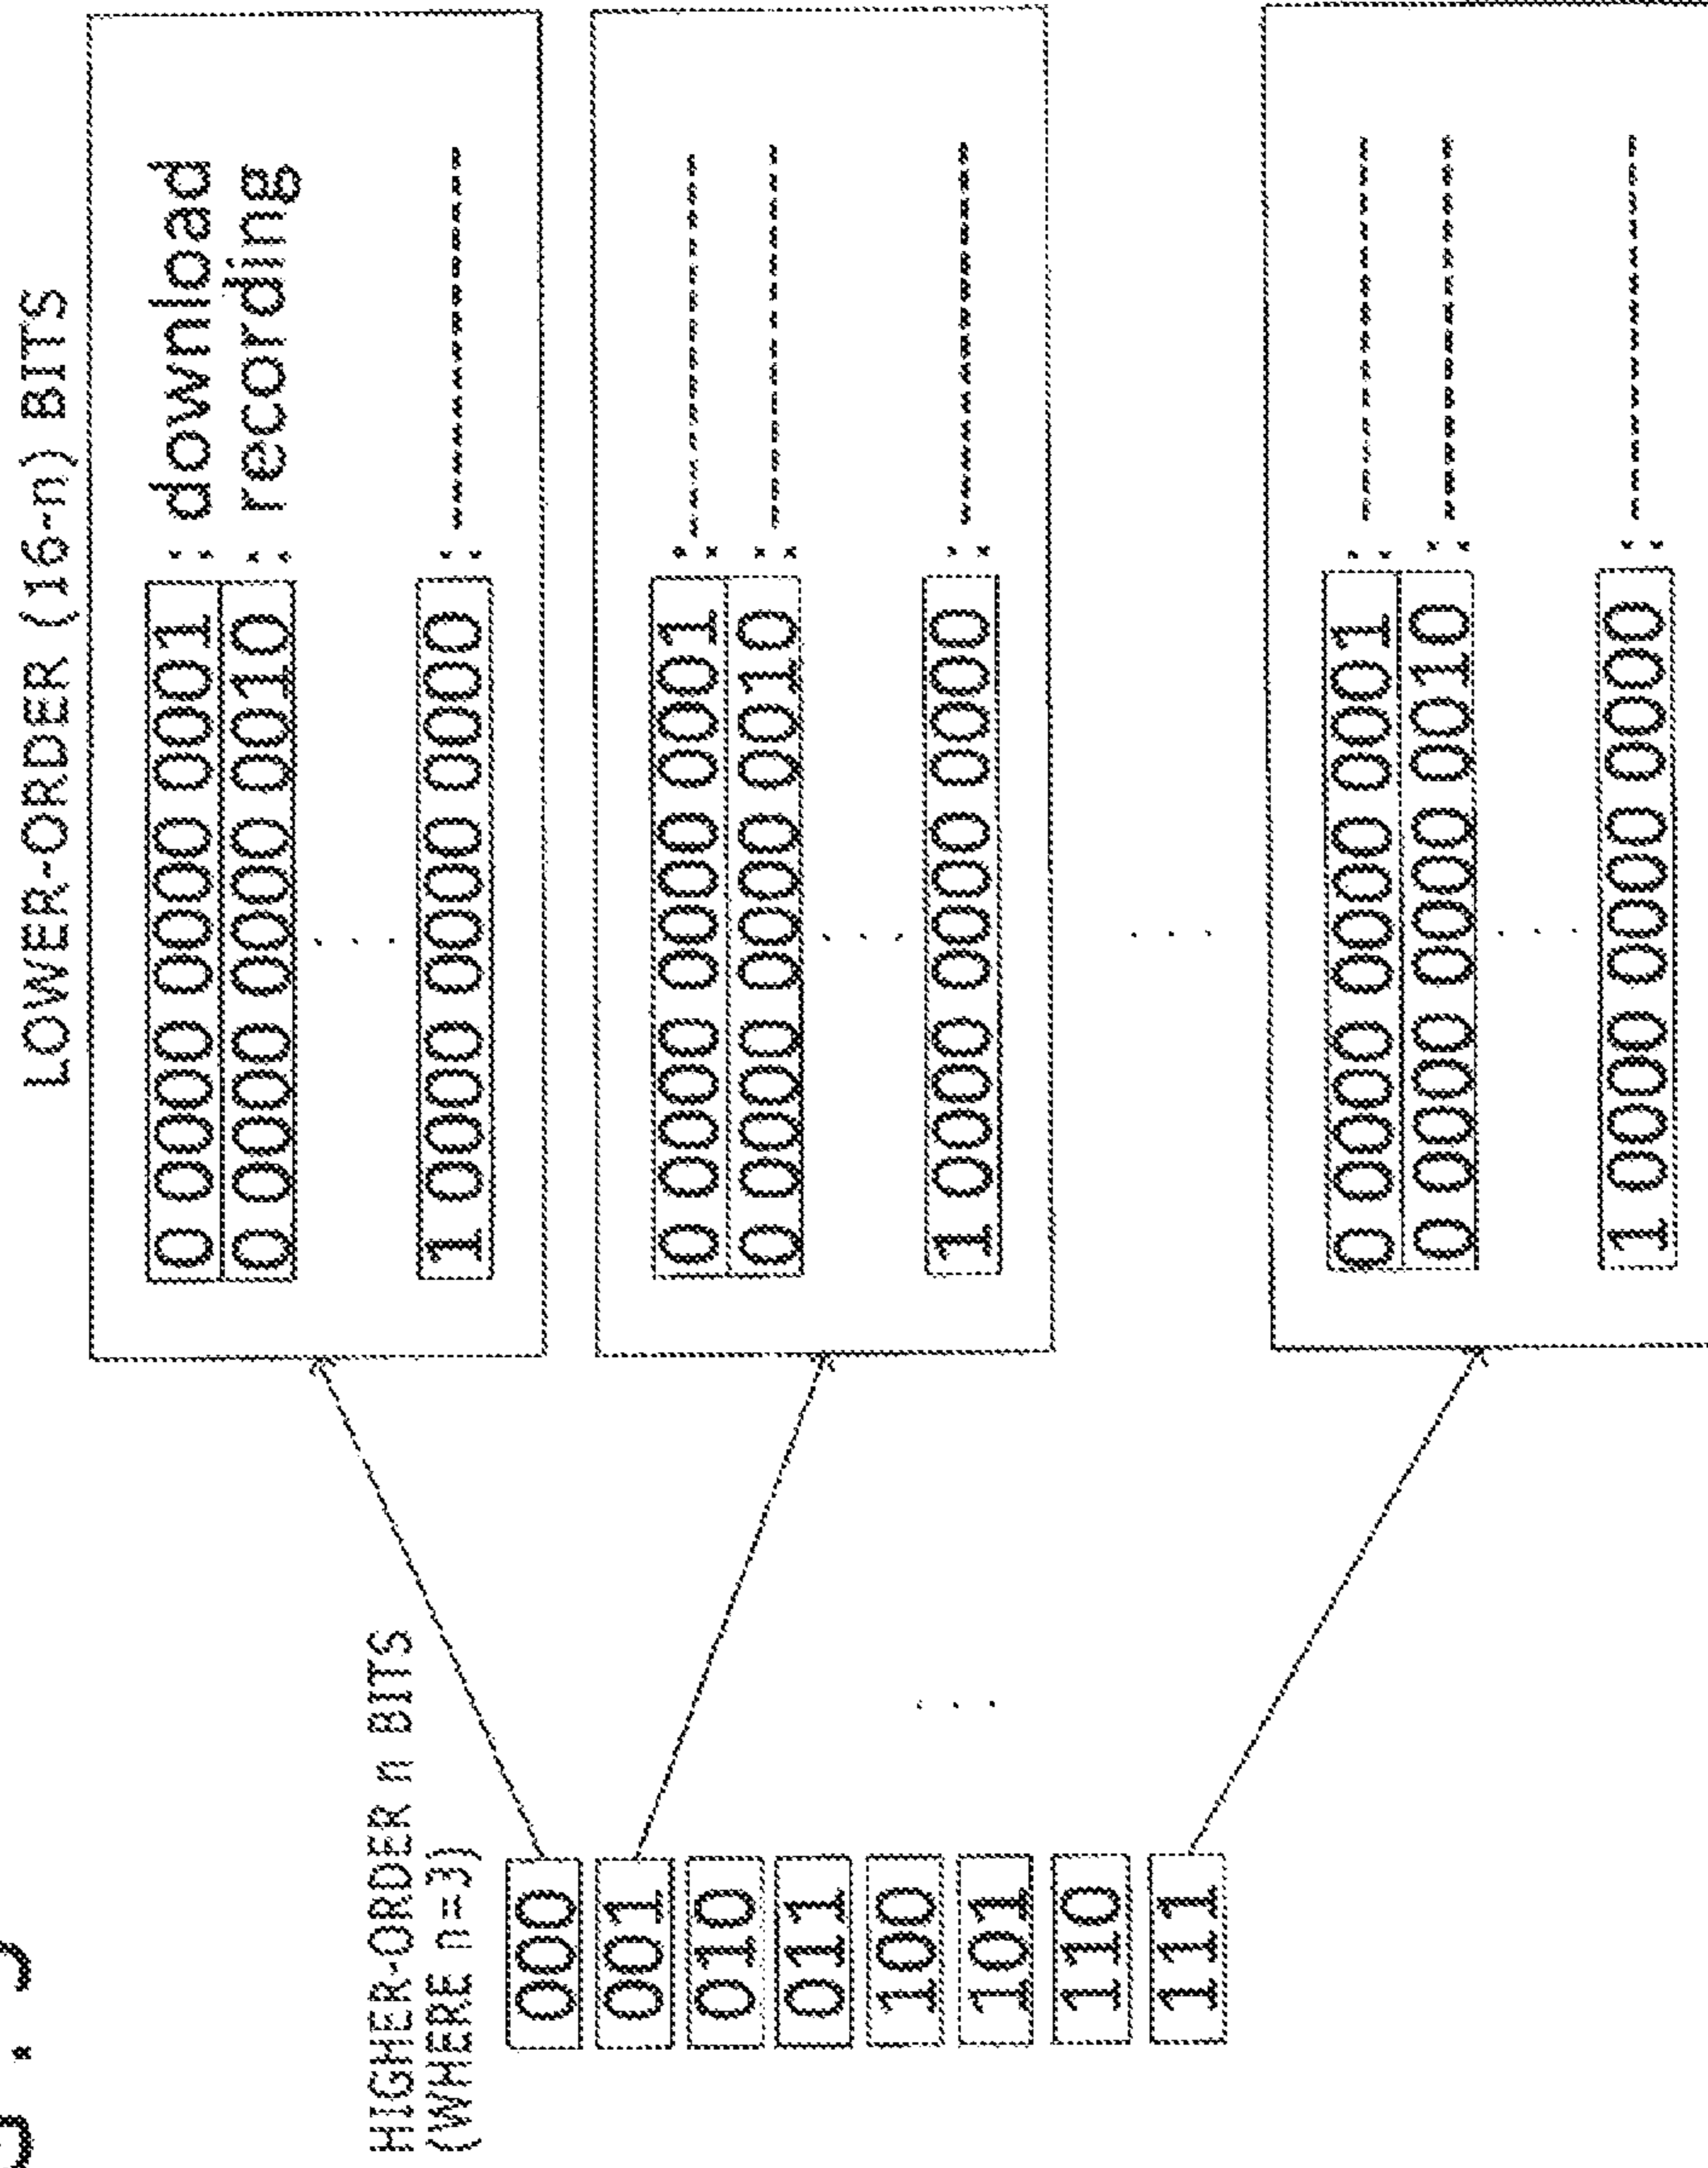 LOWER-ORDER (16-n) BITS
HIGHER-ORDER n BITS
(WHERE n=3)
000
001
010
011
100
101
110
111
0 0000 0000 0001 : download
0 0000 0000 0010 : recording
...
1 0000 0000 0000 : ----------
0 0000 0000 0001 : ----------
0 0000 0000 0010 : ----------
...
1 0000 0000 0000 : ----------
...
...
0 0000 0000 0001 : ----------
0 0000 0000 0010 : ----------
...
1 0000 0000 0000 : ----------